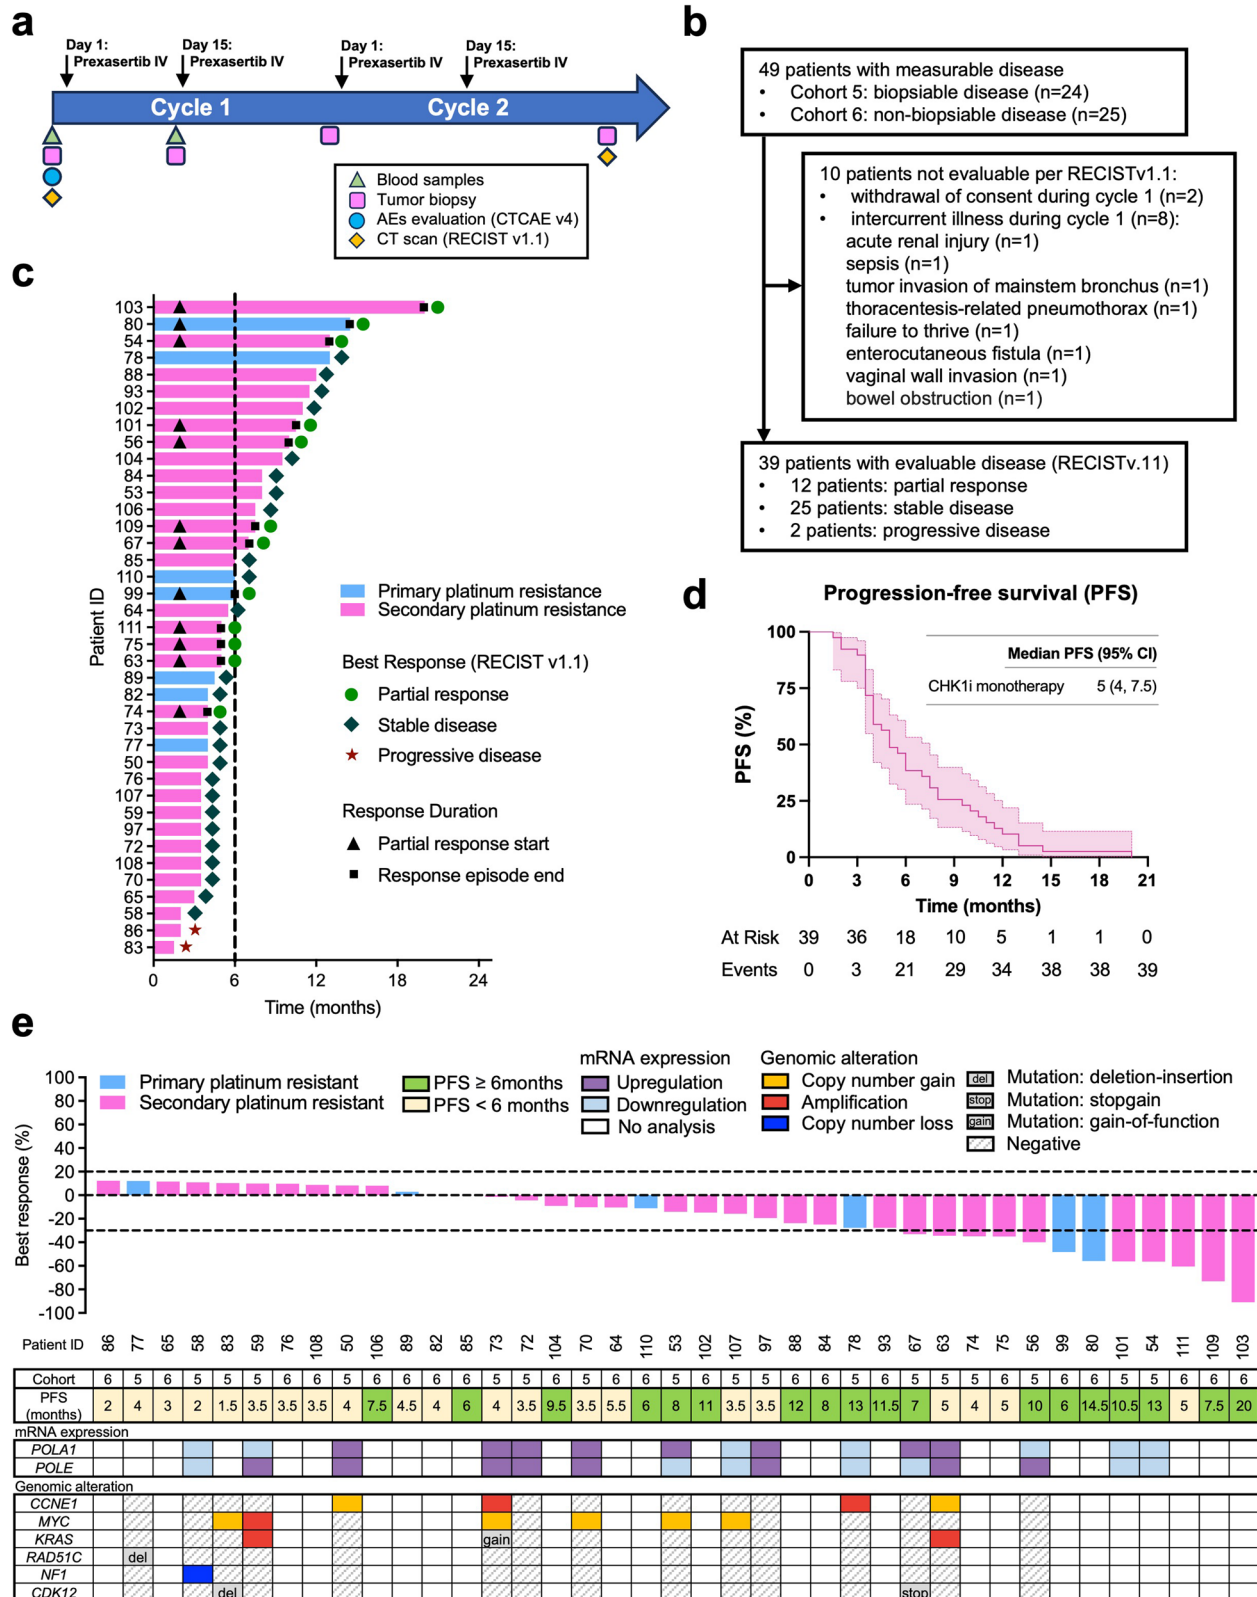 a
Day 1:
Prexasertib IV
Day 15:
Prexasertib IV
Day 1:
Prexasertib IV
Day 15:
Prexasertib IV
Cycle 1
Cycle 2
Blood samples
Tumor biopsy
AEs evaluation (CTCAE v4)
CT scan (RECIST v1.1)
b
49 patients with measurable disease
• Cohort 5: biopsiable disease (n=24)
• Cohort 6: non-biopsiable disease (n=25)
10 patients not evaluable per RECISTv1.1:
• withdrawal of consent during cycle 1 (n=2)
• intercurrent illness during cycle 1 (n=8):
acute renal injury (n=1)
sepsis (n=1)
tumor invasion of mainstem bronchus (n=1)
thoracentesis-related pneumothorax (n=1)
failure to thrive (n=1)
enterocutaneous fistula (n=1)
vaginal wall invasion (n=1)
bowel obstruction (n=1)
39 patients with evaluable disease (RECISTv.11)
• 12 patients: partial response
• 25 patients: stable disease
• 2 patients: progressive disease
c
Patient ID
103
80
54
78
88
93
102
101
56
104
84
53
106
109
67
85
110
99
64
111
75
63
89
82
74
73
77
50
76
107
59
97
72
108
70
65
58
86
83
0 6 12 18 24
Time (months)
Primary platinum resistance
Secondary platinum resistance
Best Response (RECIST v1.1)
Partial response
Stable disease
Progressive disease
Response Duration
Partial response start
Response episode end
d
Progression-free survival (PFS)
PFS (%)
100
75
50
25
0
Median PFS (95% CI)
CHK1i monotherapy 5 (4, 7.5)
0 3 6 9 12 15 18 21
Time (months)
At Risk 39 36 18 10 5 1 1 0
Events 0 3 21 29 34 38 38 39
e
Best response (%)
100
80
60
40
20
0
-20
-40
-60
-80
-100
Primary platinum resistant
Secondary platinum resistant
PFS ≥ 6months
PFS < 6 months
mRNA expression
Upregulation
Downregulation
No analysis
Genomic alteration
Copy number gain
Amplification
Copy number loss
del Mutation: deletion-insertion
stop Mutation: stopgain
gain Mutation: gain-of-function
Negative
Patient ID 86 77 65 58 83 59 76 108 50 106 89 82 85 73 72 104 70 64 110 53 102 107 97 88 84 78 93 67 63 74 75 56 99 80 101 54 111 109 103
Cohort 6 5 6 5 5 5 6 6 5 6 6 6 6 5 5 6 5 6 6 5 6 5 5 6 6 5 6 5 5 6 6 5 6 6 5 5 6 6 6
PFS (months) 2 4 3 2 1.5 3.5 3.5 3.5 4 7.5 4.5 4 6 4 3.5 9.5 3.5 5.5 6 8 11 3.5 3.5 12 8 13 11.5 7 5 4 5 10 6 14.5 10.5 13 5 7.5 20
mRNA expression
POLA1
POLE
Genomic alteration
CCNE1
MYC
KRAS gain
RAD51C del
NF1
CDK12 del stop